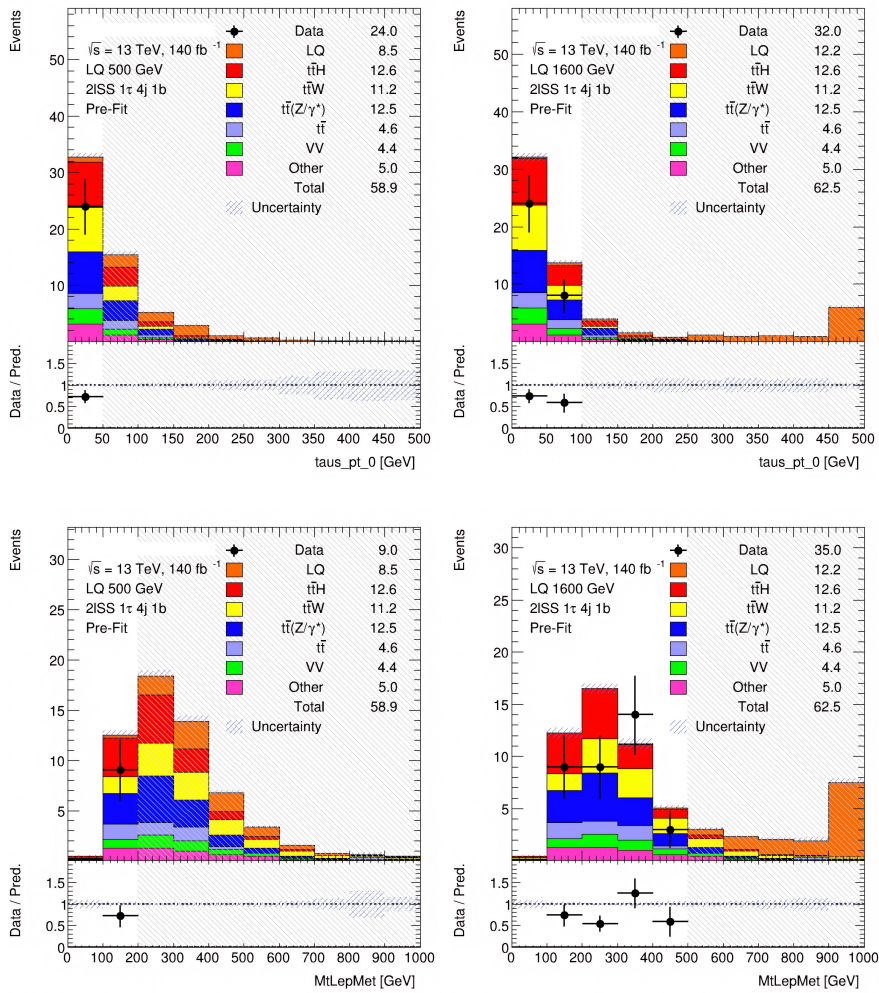 Events
Data 24.0
√s = 13 TeV, 140 fb⁻¹ LQ 8.5
LQ 500 GeV tt̄H 12.6
2lSS 1τ 4j 1b tt̄W 11.2
Pre-Fit tt̄(Z/γ*) 12.5
tt̄ 4.6
VV 4.4
Other 5.0
Total 58.9
Uncertainty
50
40
30
20
10
Data / Pred.
1.5
1
0.5
0
0 50 100 150 200 250 300 350 400 450 500
taus_pt_0 [GeV]
Events
Data 32.0
√s = 13 TeV, 140 fb⁻¹ LQ 12.2
LQ 1600 GeV tt̄H 12.6
2lSS 1τ 4j 1b tt̄W 11.2
Pre-Fit tt̄(Z/γ*) 12.5
tt̄ 4.6
VV 4.4
Other 5.0
Total 62.5
Uncertainty
50
40
30
20
10
Data / Pred.
1.5
1
0.5
0
0 50 100 150 200 250 300 350 400 450 500
taus_pt_0 [GeV]
Events
Data 9.0
√s = 13 TeV, 140 fb⁻¹ LQ 8.5
LQ 500 GeV tt̄H 12.6
2lSS 1τ 4j 1b tt̄W 11.2
Pre-Fit tt̄(Z/γ*) 12.5
tt̄ 4.6
VV 4.4
Other 5.0
Total 58.9
Uncertainty
30
25
20
15
10
5
Data / Pred.
1.5
1
0.5
0
0 100 200 300 400 500 600 700 800 900 1000
MtLepMet [GeV]
Events
Data 35.0
√s = 13 TeV, 140 fb⁻¹ LQ 12.2
LQ 1600 GeV tt̄H 12.6
2lSS 1τ 4j 1b tt̄W 11.2
Pre-Fit tt̄(Z/γ*) 12.5
tt̄ 4.6
VV 4.4
Other 5.0
Total 62.5
Uncertainty
30
25
20
15
10
5
Data / Pred.
1.5
1
0.5
0
0 100 200 300 400 500 600 700 800 900 1000
MtLepMet [GeV]